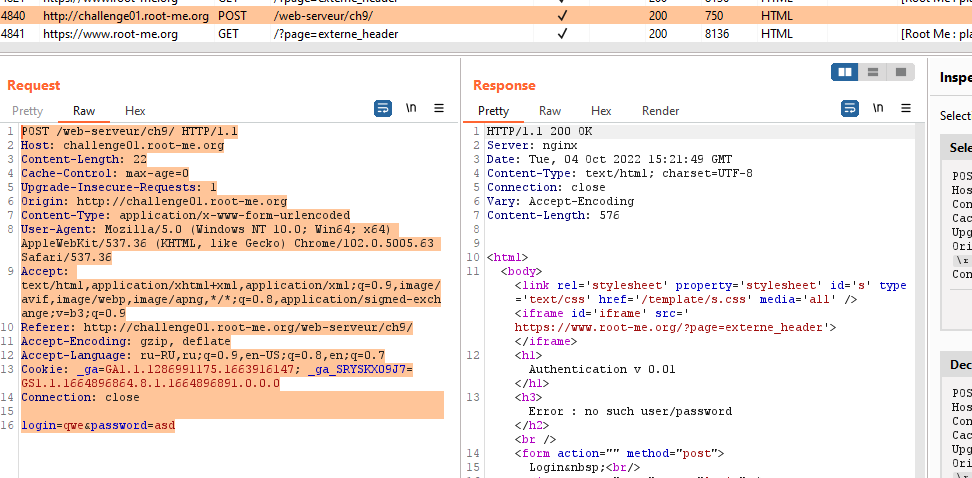 4840 http://challenge01.root-me.org POST /web-serveur/ch9/ ✓ 200 750 HTML
4841 https://www.root-me.org GET /?page=externe_header ✓ 200 8136 HTML [Root Me : pla
Request
Pretty Raw Hex \n
1 POST /web-serveur/ch9/ HTTP/1.1
2 Host: challenge01.root-me.org
3 Content-Length: 22
4 Cache-Control: max-age=0
5 Upgrade-Insecure-Requests: 1
6 Origin: http://challenge01.root-me.org
7 Content-Type: application/x-www-form-urlencoded
8 User-Agent: Mozilla/5.0 (Windows NT 10.0; Win64; x64)
AppleWebKit/537.36 (KHTML, like Gecko) Chrome/102.0.5005.63
Safari/537.36
9 Accept:
text/html,application/xhtml+xml,application/xml;q=0.9,image/
avif,image/webp,image/apng,*/*;q=0.8,application/signed-exch
ange;v=b3;q=0.9
10 Referer: http://challenge01.root-me.org/web-serveur/ch9/
11 Accept-Encoding: gzip, deflate
12 Accept-Language: ru-RU,ru;q=0.9,en-US;q=0.8,en;q=0.7
13 Cookie: _ga=GA1.1.1286991175.1663916147; _ga_SRYSKX09J7=
GS1.1.1664896864.8.1.1664896891.0.0.0
14 Connection: close
15
16 login=qwe&password=asd
Response
Pretty Raw Hex Render \n
1 HTTP/1.1 200 OK
2 Server: nginx
3 Date: Tue, 04 Oct 2022 15:21:49 GMT
4 Content-Type: text/html; charset=UTF-8
5 Connection: close
6 Vary: Accept-Encoding
7 Content-Length: 576
8
9
10 <html>
11 <body>
<link rel='stylesheet' property='stylesheet' id='s' type
='text/css' href='/template/s.css' media='all' />
<iframe id='iframe' src='
https://www.root-me.org/?page=externe_header'>
</iframe>
12 <h1>
Authentication v 0.01
</h1>
13 <h3>
Error : no such user/password
</h2>
<br />
14 <form action="" method="post">
15 Login&nbsp;<br/>
Inspe
Select
Sele
POS
Hos
Con
Cac
Upg
Ori
\r
Con
Dec
POS
Hos
Con
Cac
Upg
Ori